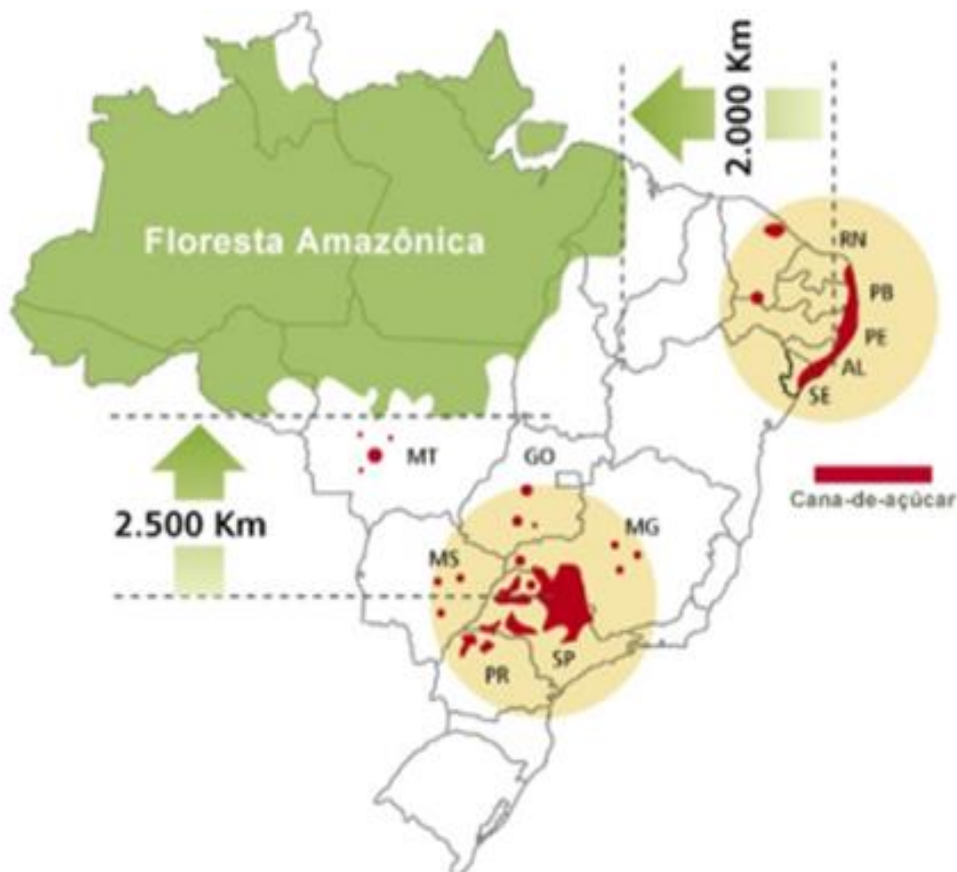 2.000 Km
Floresta Amazônica
RN
PB
PE
AL
SE
MT
GO
Cana-de-açúcar
2.500 Km
MG
MS
SP
PR